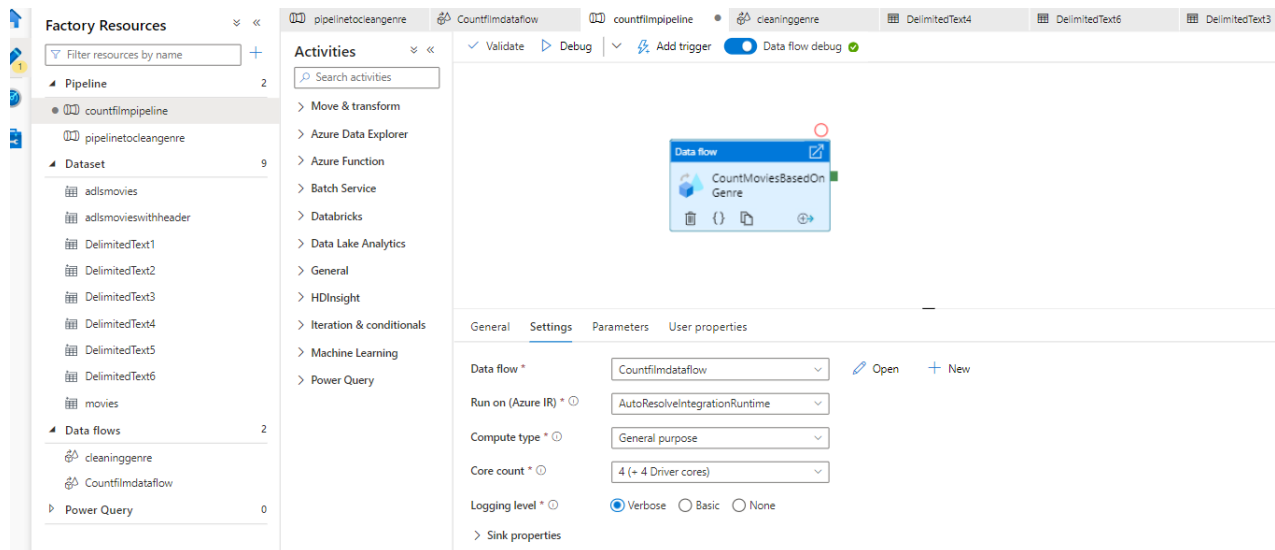 Factory Resources
Filter resources by name
1
Pipeline 2
countfilmpipeline
pipelinetocleangenre
Dataset 9
adlsmovies
adlsmovieswithheader
DelimitedText1
DelimitedText2
DelimitedText3
DelimitedText4
DelimitedText5
DelimitedText6
movies
Data flows 2
cleaninggenre
Countfilmdataflow
Power Query 0
pipelinetocleangenre
Countfilmdataflow
countfilmpipeline
cleaninggenre
DelimitedText4
DelimitedText6
DelimitedText3
Activities
Search activities
Move & transform
Azure Data Explorer
Azure Function
Batch Service
Databricks
Data Lake Analytics
General
HDInsight
Iteration & conditionals
Machine Learning
Power Query
Validate Debug Add trigger Data flow debug
Data flow
CountMoviesBasedOn
Genre
General Settings Parameters User properties
Data flow * Countfilmdataflow Open New
Run on (Azure IR) * AutoResolveIntegrationRuntime
Compute type * General purpose
Core count * 4 (+ 4 Driver cores)
Logging level * Verbose Basic None
Sink properties